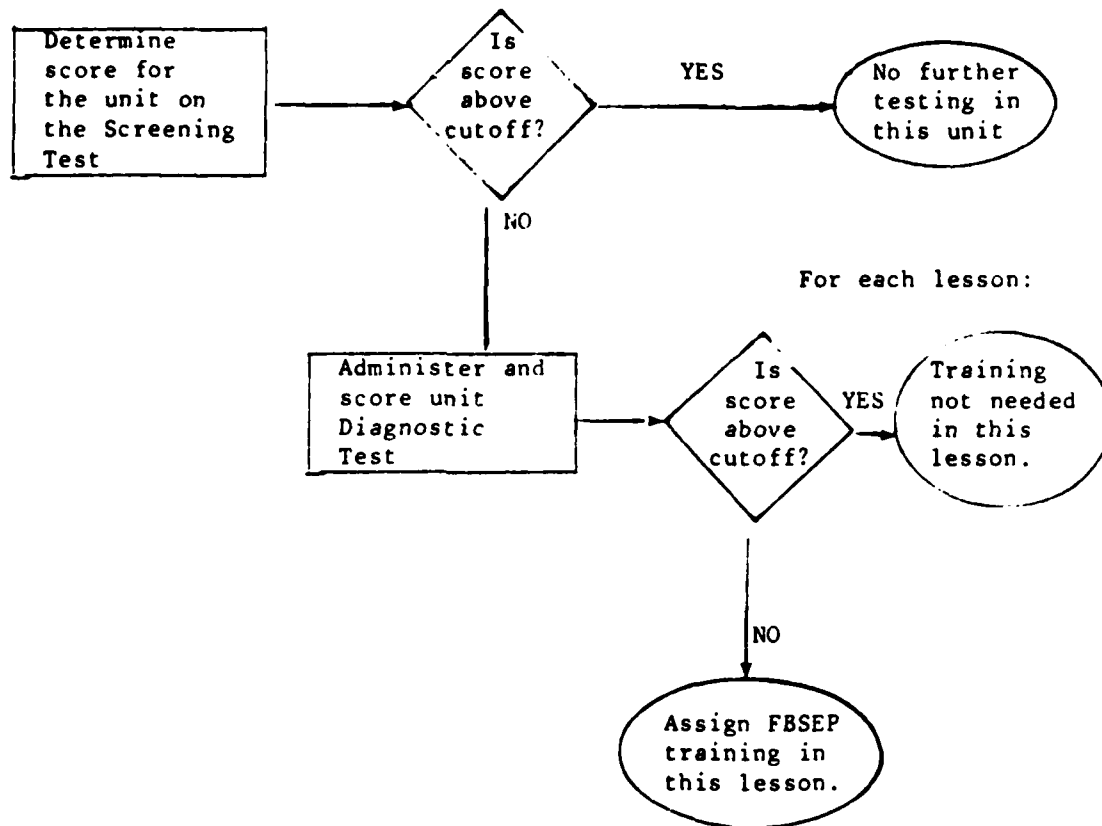 Determine
score for
the unit on
the Screening
Test
Is
score
above
cutoff?
YES
No further
testing in
this unit
NO
For each lesson:
Administer and
score unit
Diagnostic
Test
Is
score
above
cutoff?
YES
Training
not needed
in this
lesson.
NO
Assign FBSEP
training in
this lesson.